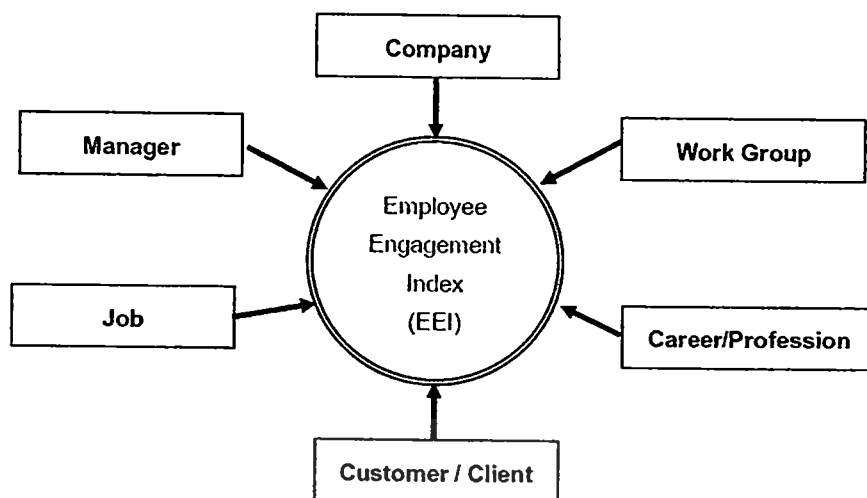 Company
Manager
Work Group
Employee
Engagement
Index
(EEI)
Job
Career/Profession
Customer / Client